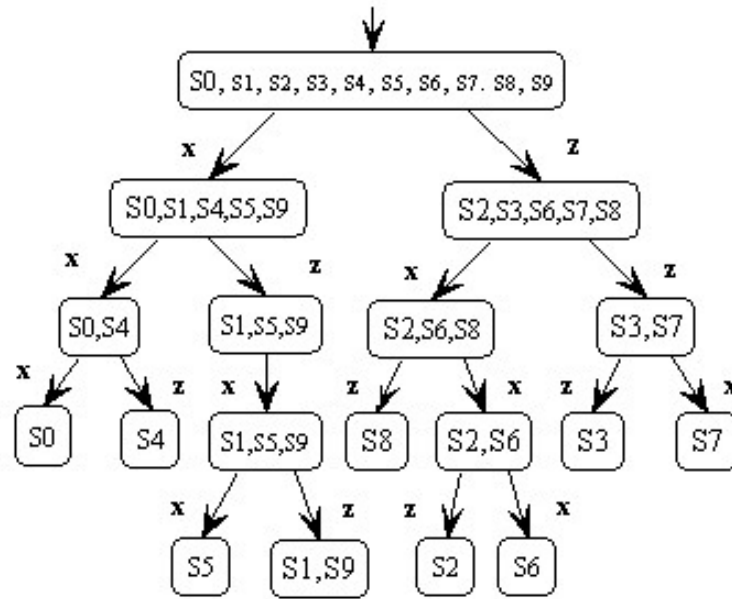 S0, S1, S2, S3, S4, S5, S6, S7. S8, S9
x z
S0,S1,S4,S5,S9 S2,S3,S6,S7,S8
x z x z
S0,S4 S1,S5,S9 S2,S6,S8 S3,S7
x z x z x z x
S0 S4 S1,S5,S9 S8 S2,S6 S3 S7
x z z x
S5 S1,S9 S2 S6